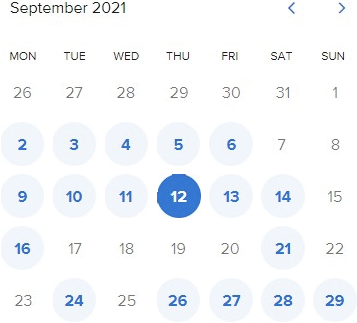 September 2021
MON TUE WED THU FRI SAT SUN
26 27 28 29 30 31 1
2 3 4 5 6 7 8
9 10 11 12 13 14 15
16 17 18 19 20 21 22
23 24 25 26 27 28 29